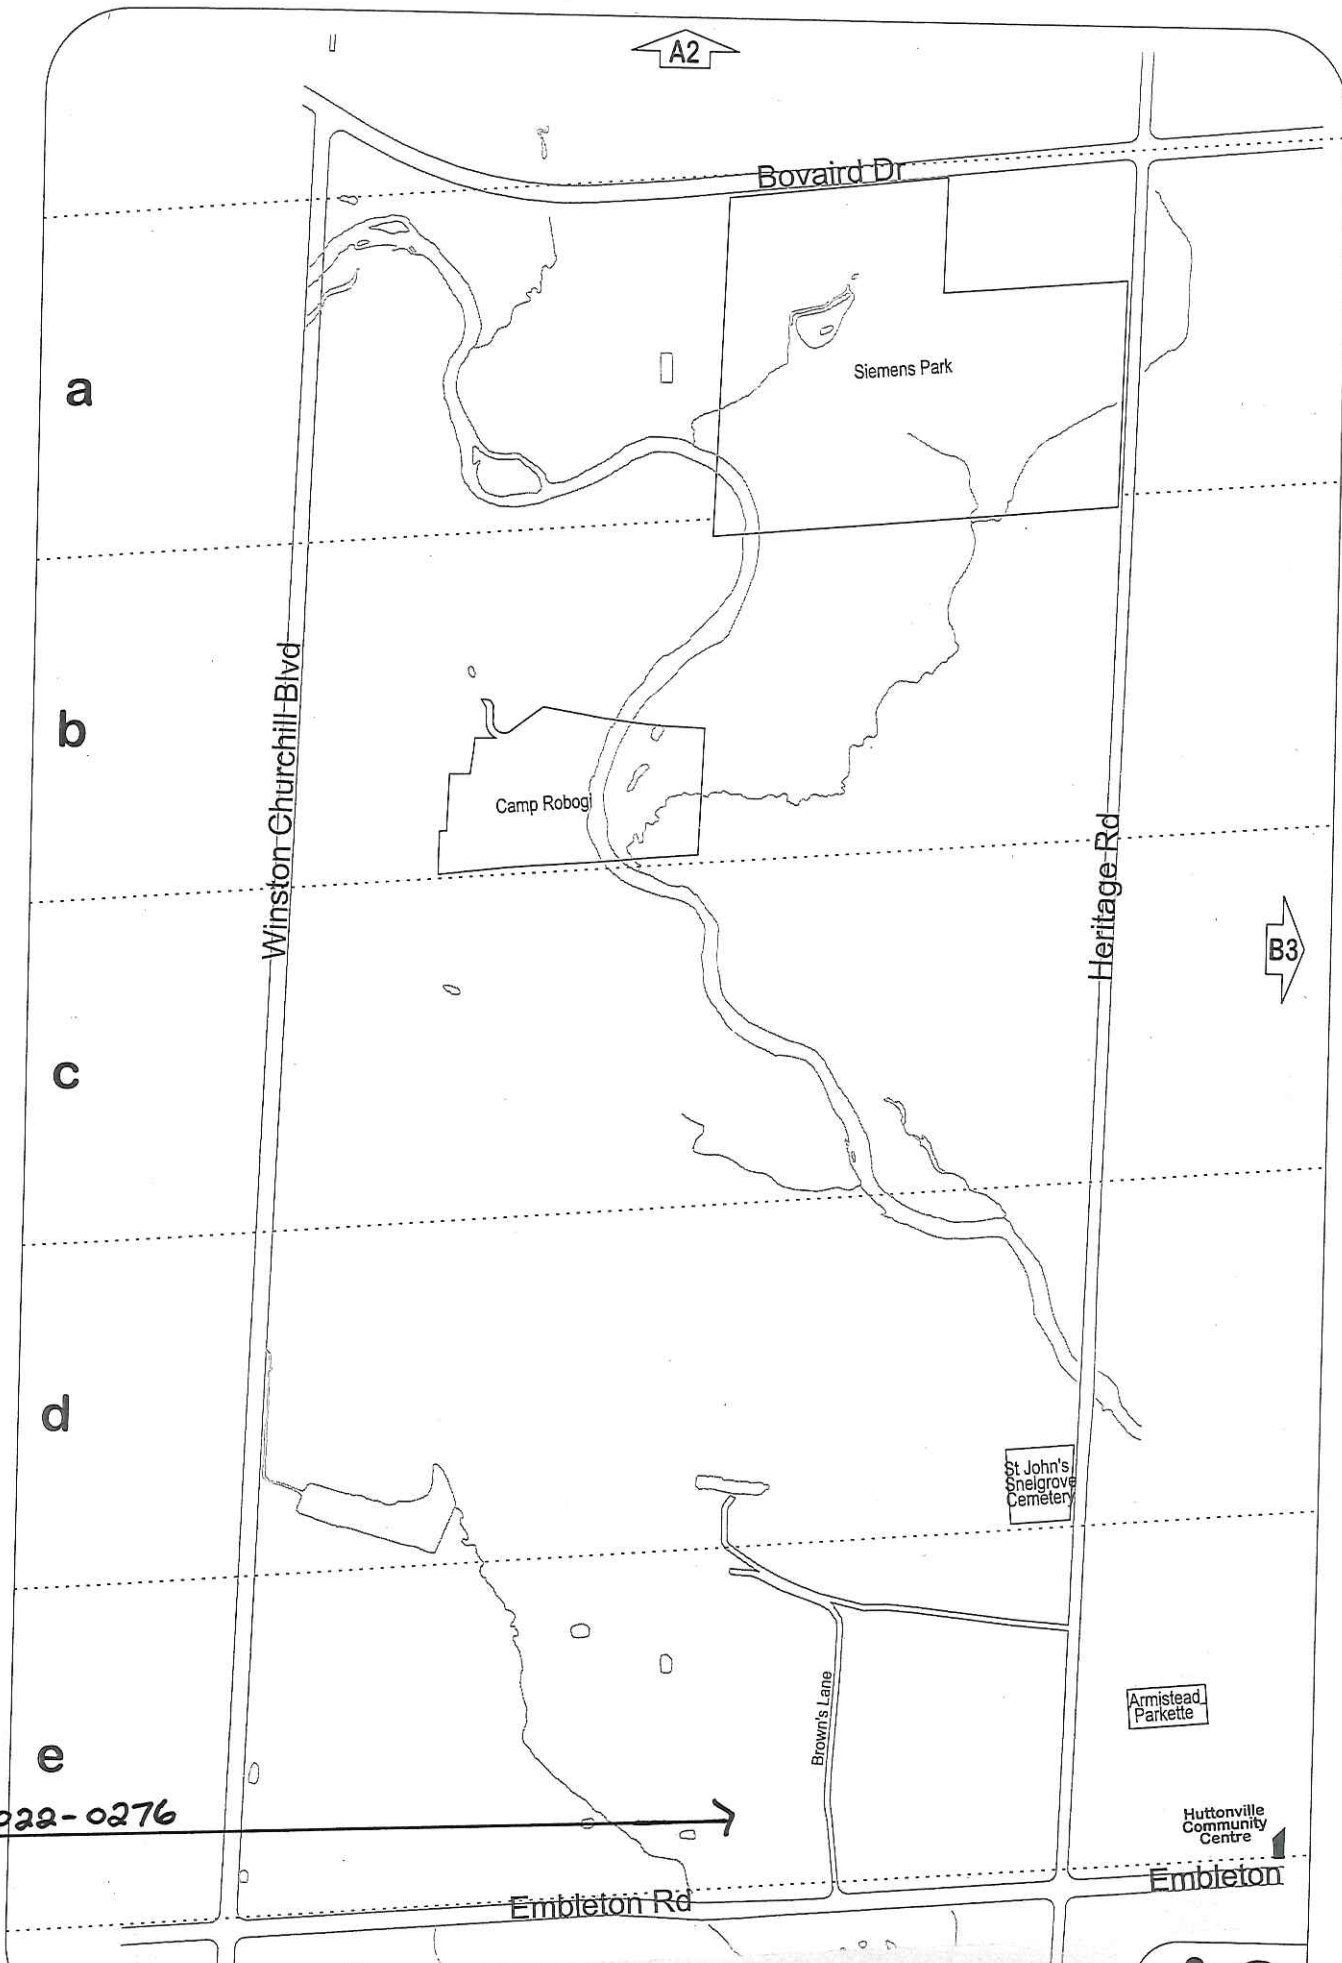 A2
Bovaird Dr
a
Siemens Park
Winston Churchill Blvd
b
Camp Robogi
Heritage Rd
B3
c
d
St John's
Snelgrove
Cemetery
Brown's Lane
Armistead
Parkette
e
022-0276
Huttonville
Community
Centre
Embleton Rd
Embleton